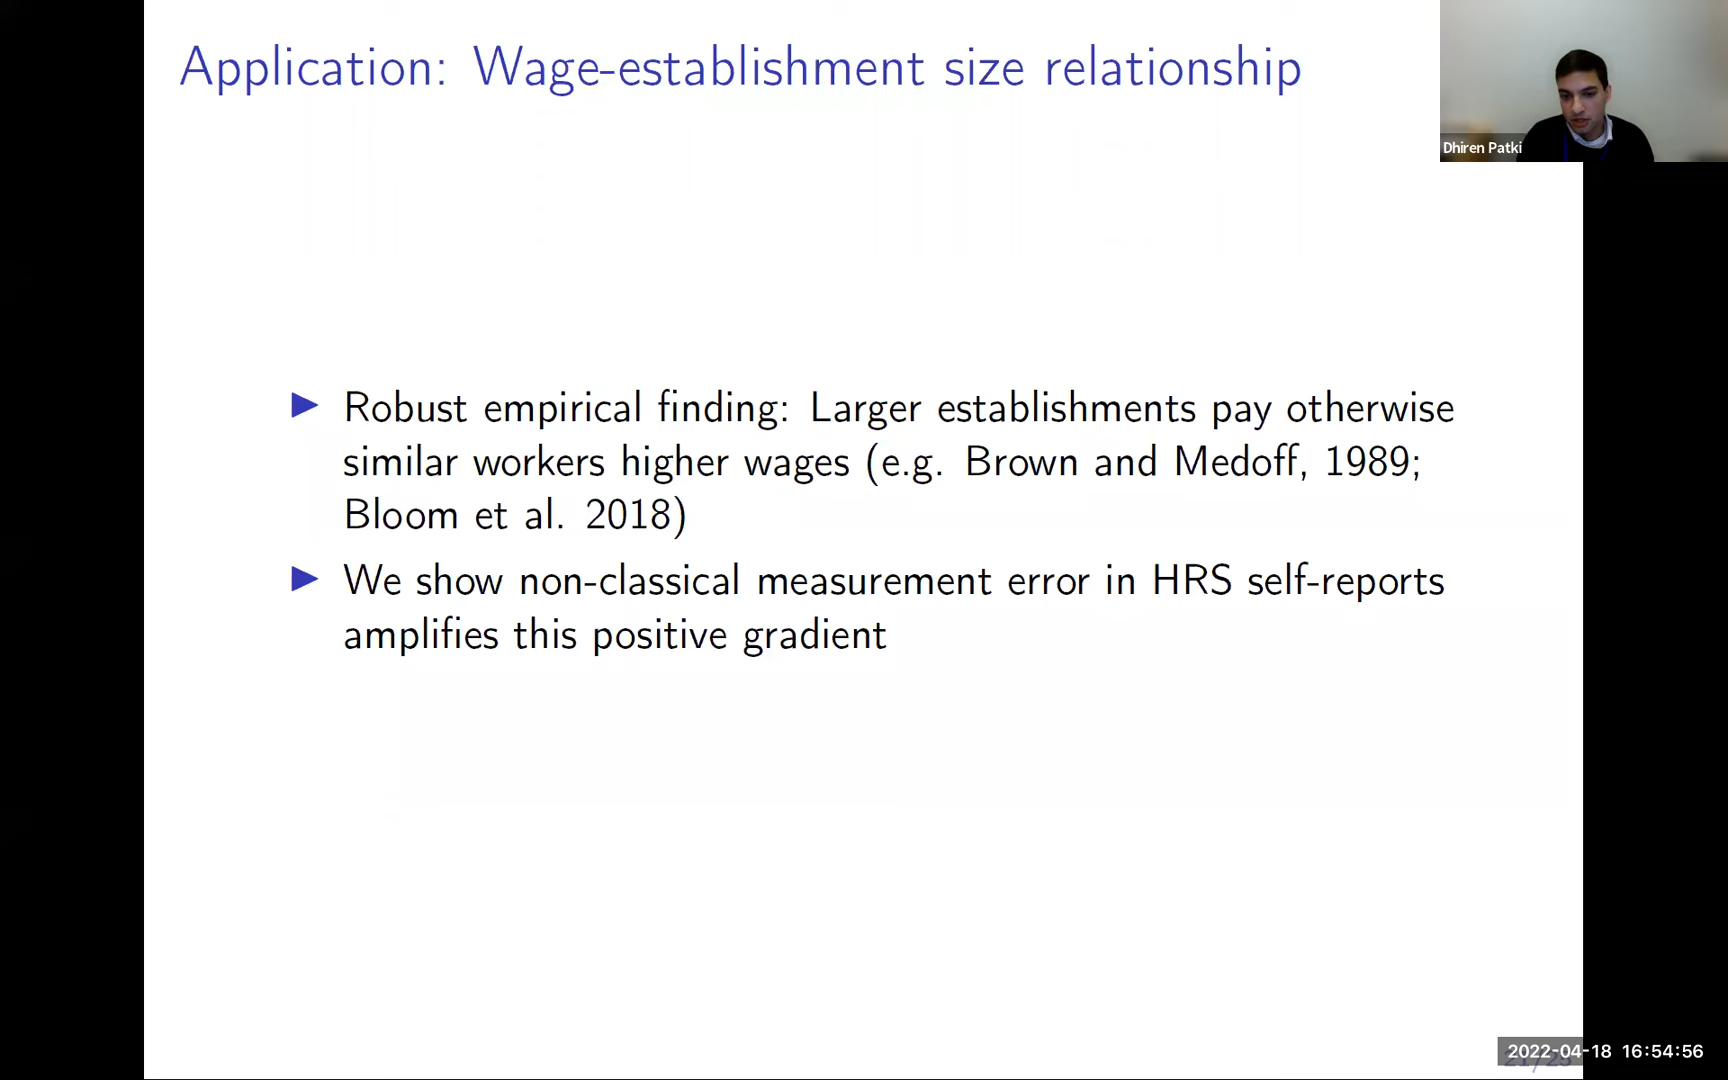 Application: Wage-establishment size relationship
Dhiren Patki
Robust empirical finding: Larger establishments pay otherwise
similar workers higher wages (e.g. Brown and Medoff, 1989;
Bloom et al. 2018)
We show non-classical measurement error in HRS self-reports
amplifies this positive gradient
2022-04-18 16:54:56